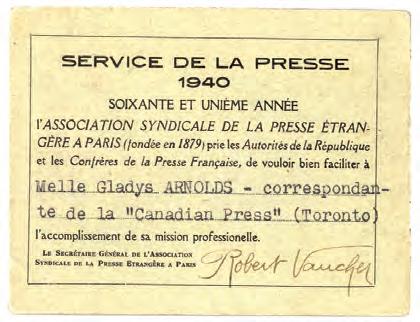 SERVICE DE LA PRESSE
1940
SOIXANTE ET UNIÈME ANNÉE
l'ASSOCIATION SYNDICALE DE LA PRESSE ÉTRAN-
GÈRE A PARIS (fondée en 1879) prie les Autorités de la République
et les Confrères de la Presse Française, de vouloir bien faciliter à
Melle Gladys ARNOLDS - correspondan-
te de la "Canadian Press" (Toronto)
l'accomplissement de sa mission professionelle.
LE SECRÉTAIRE GÉNÉRAL DE L'ASSOCIATION
SYNDICALE DE LA PRESSE ETRANGÈRE A PARIS
Robert Vaucher